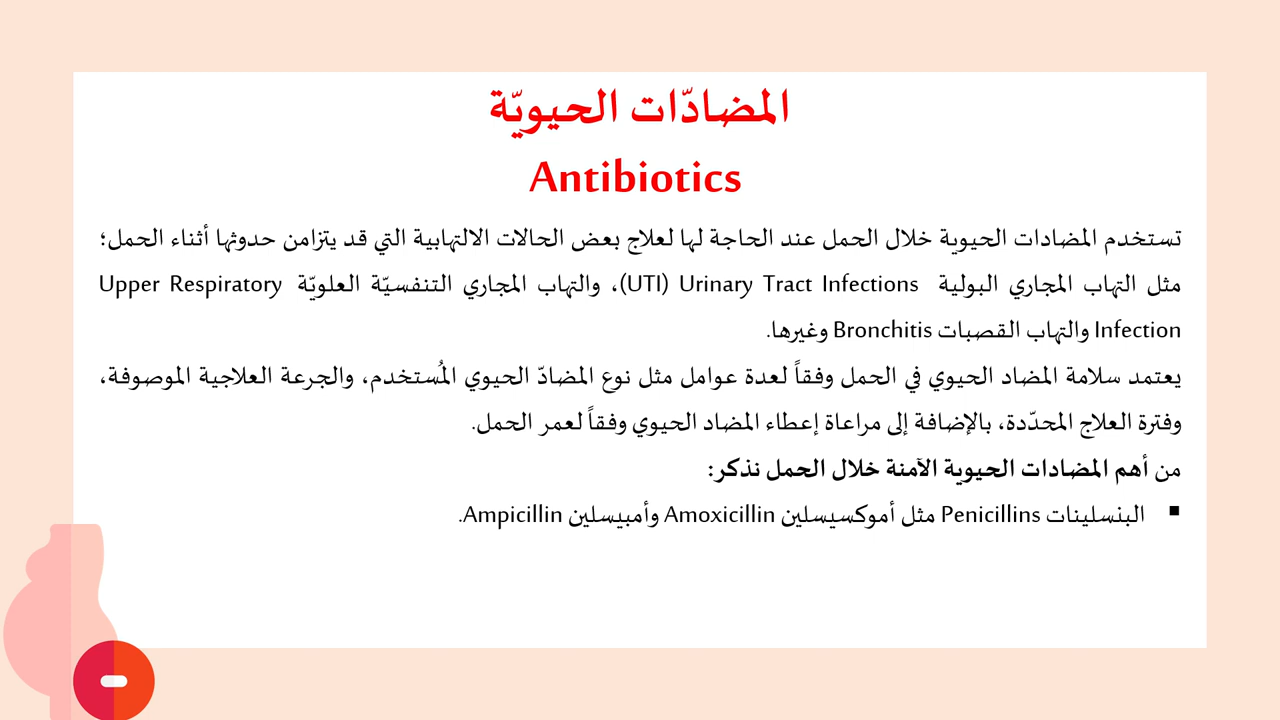 المضادّات الحيويّة
Antibiotics
تستخدم المضادات الحيوية خلال الحمل عند الحاجة لها لعلاج بعض الحالات الالتهابية التي قد يتزامن حدوثها أثناء الحمل؛
مثل التهاب المجاري البولية Urinary Tract Infections (UTI)، والتهاب المجاري التنفسيّة العلويّة Upper Respiratory
Infection والتهاب القصبات Bronchitis وغيرها.
يعتمد سلامة المضاد الحيوي في الحمل وفقاً لعدة عوامل مثل نوع المضادّ الحيوي المُستخدم، والجرعة العلاجية الموصوفة،
وفترة العلاج المحدّدة، بالإضافة إلى مراعاة إعطاء المضاد الحيوي وفقاً لعمر الحمل.
من أهم المضادات الحيوية الآمنة خلال الحمل نذكر:
▪ البنسلينات Penicillins مثل أموكسيسلين Amoxicillin وأمبيسلين Ampicillin.